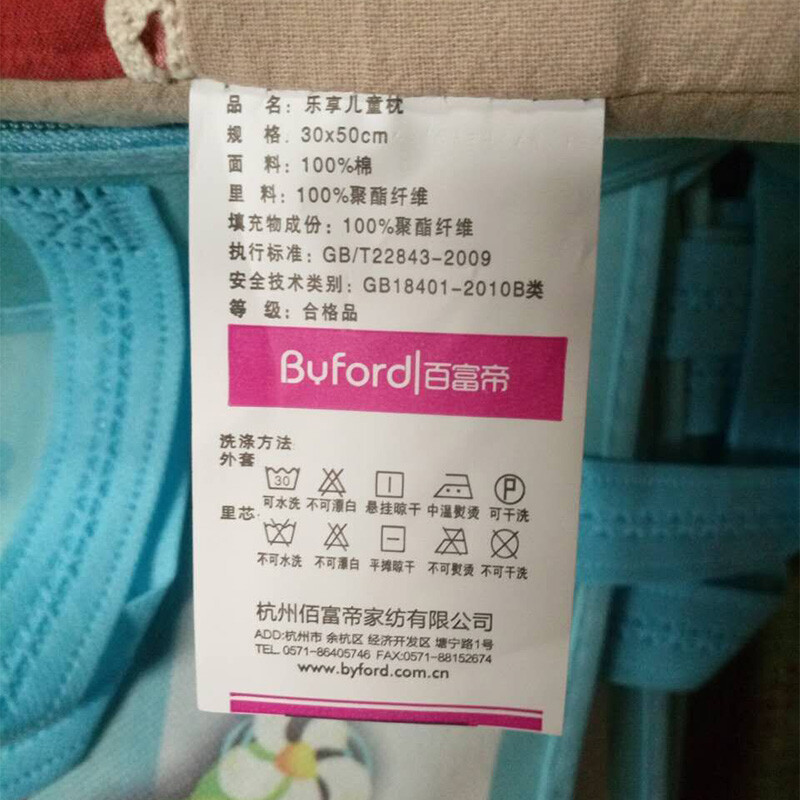 品 名：乐享儿童枕
规 格. 30x50cm
面 料：100%棉
里 料：100%聚酯纤维
填充物成份：100%聚酯纤维
执行标准：GB/T22843-2009
安全技术类别：GB18401-2010B类
等 级：合格品
Byford 百富帝
洗涤方法
外套
30 P
可水洗 不可漂白 悬挂晾干 中温熨烫 可干洗
里芯
不可水洗 不可漂白 平摊晾干 不可熨烫 不可干洗
杭州佰富帝家纺有限公司
ADD:杭州市 余杭区 经济开发区 塘宁路1号
TEL. 0571-86405746 FAX:0571-88152674
www.byford.com.cn